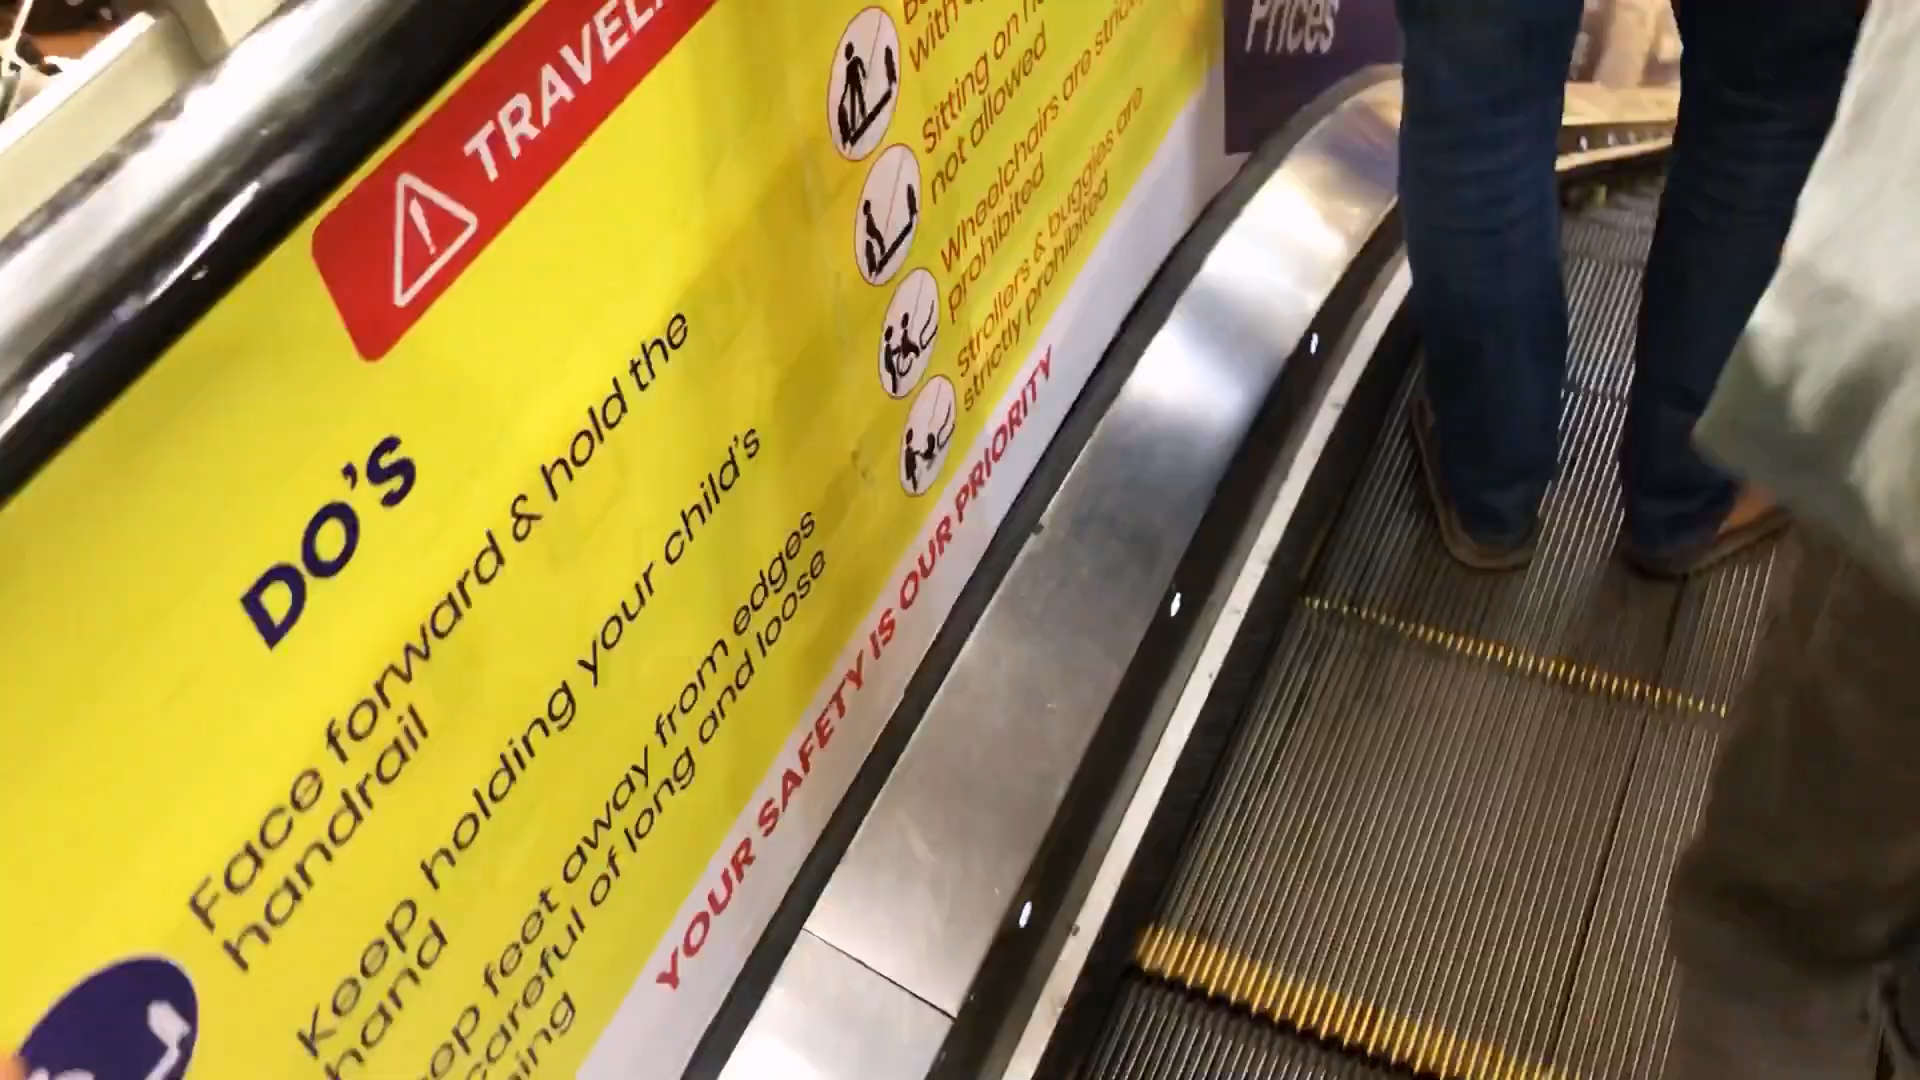 TRAVEL
DO'S
Face forward & hold the
handrail
Keep holding your child's
hand
feet away from edges
careful of long and loose
Sitting on
not allowed
Wheelchairs are
prohibited
Strollers & buggies are
strictly prohibited
YOUR SAFETY IS OUR PRIORITY
Prices